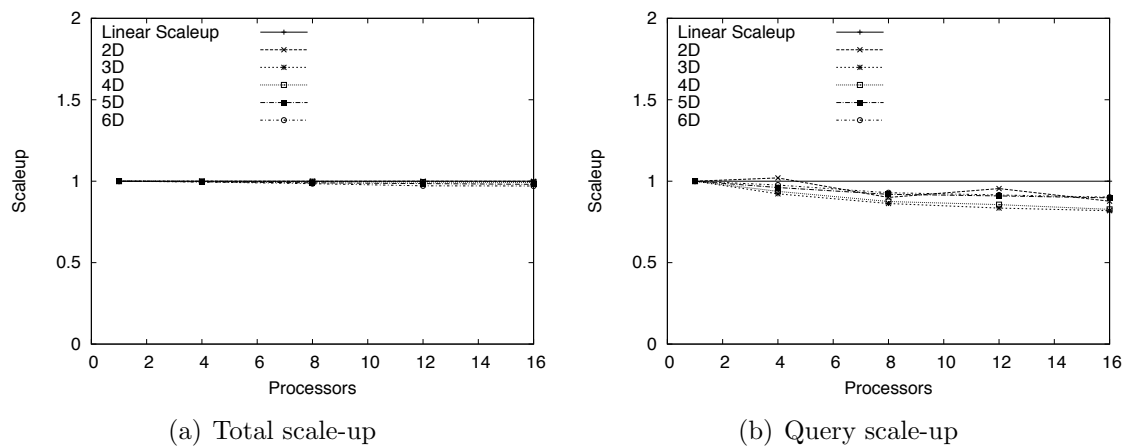 2
1.5
1
0.5
0
Scaleup
Linear Scaleup
2D
3D
4D
5D
6D
0 2 4 6 8 10 12 14 16
Processors
(a) Total scale-up
2
1.5
1
0.5
0
Scaleup
Linear Scaleup
2D
3D
4D
5D
6D
0 2 4 6 8 10 12 14 16
Processors
(b) Query scale-up